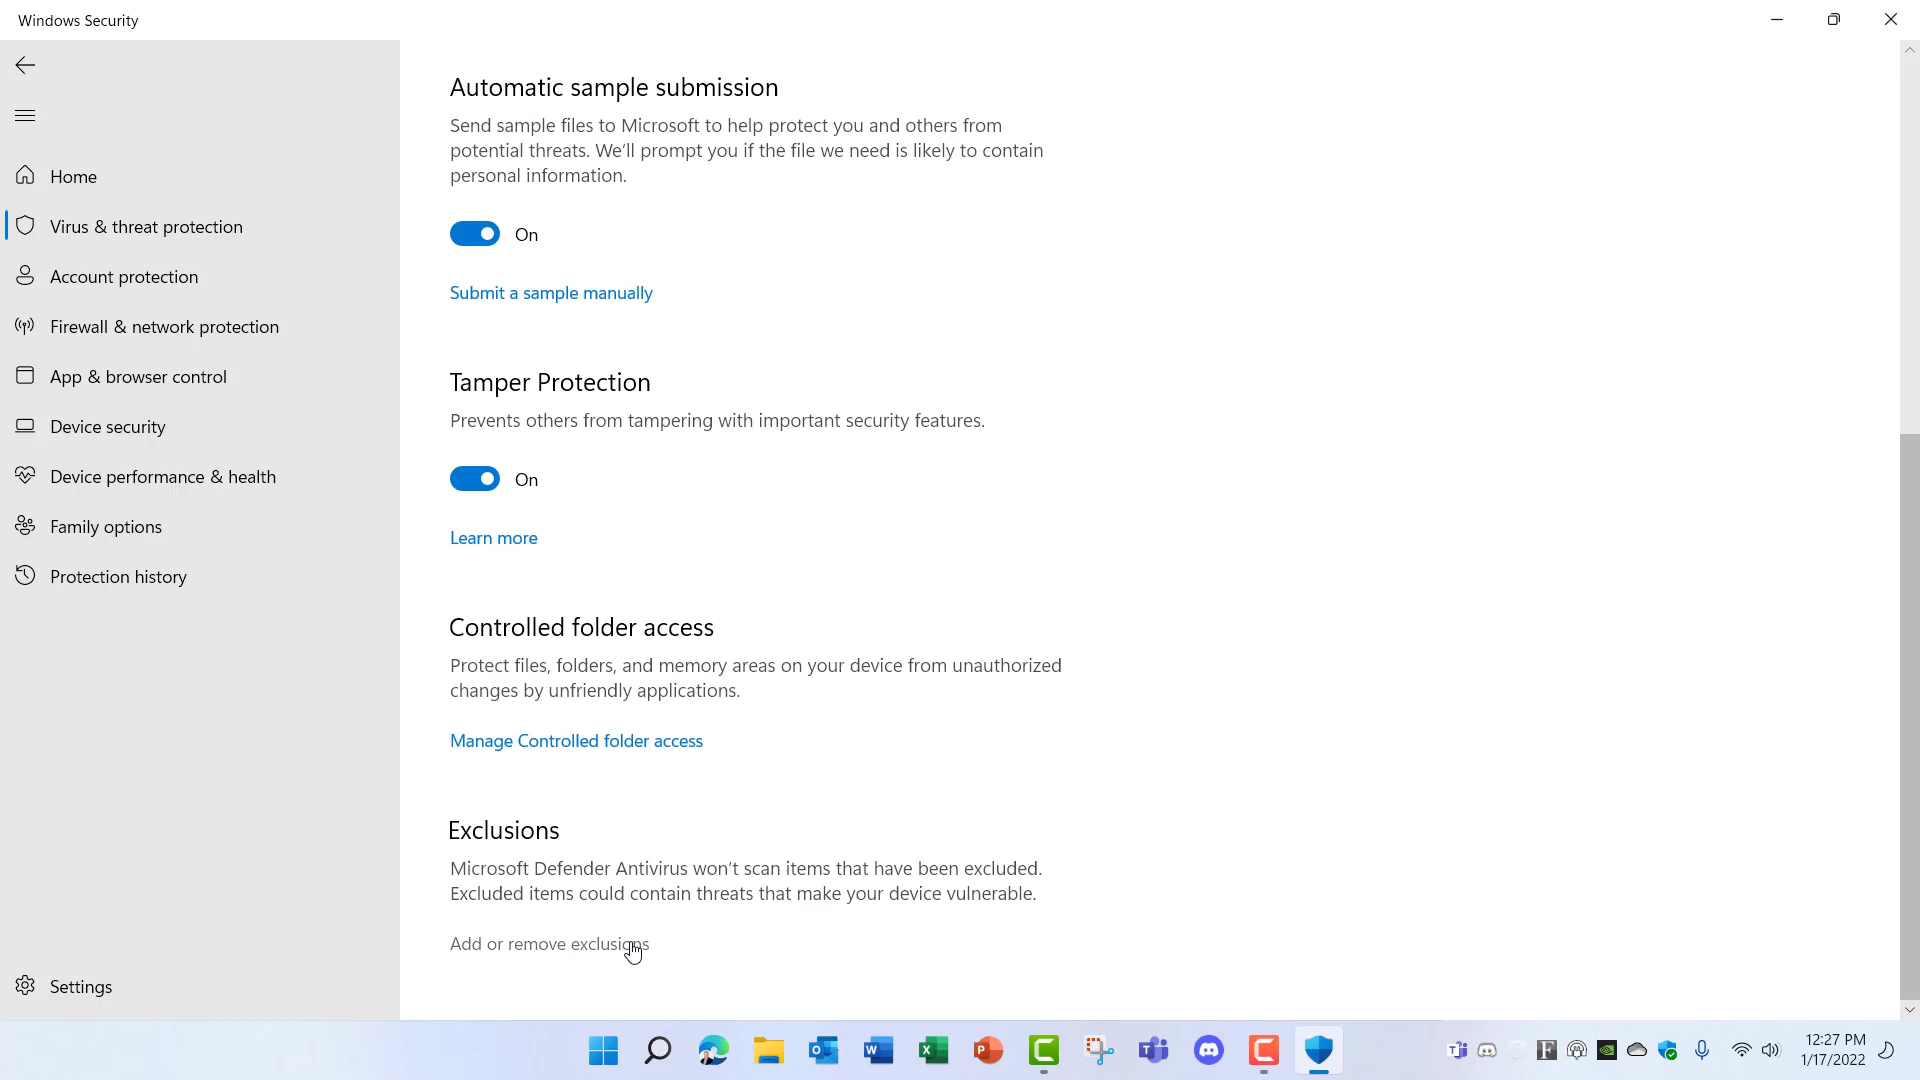 Windows Security
Home
Virus & threat protection
Account protection
Firewall & network protection
App & browser control
Device security
Device performance & health
Family options
Protection history
Settings
Automatic sample submission
Send sample files to Microsoft to help protect you and others from
potential threats. We'll prompt you if the file we need is likely to contain
personal information.
On
Submit a sample manually
Tamper Protection
Prevents others from tampering with important security features.
On
Learn more
Controlled folder access
Protect files, folders, and memory areas on your device from unauthorized
changes by unfriendly applications.
Manage Controlled folder access
Exclusions
Microsoft Defender Antivirus won't scan items that have been excluded.
Excluded items could contain threats that make your device vulnerable.
Add or remove exclusions
12:27 PM
1/17/2022